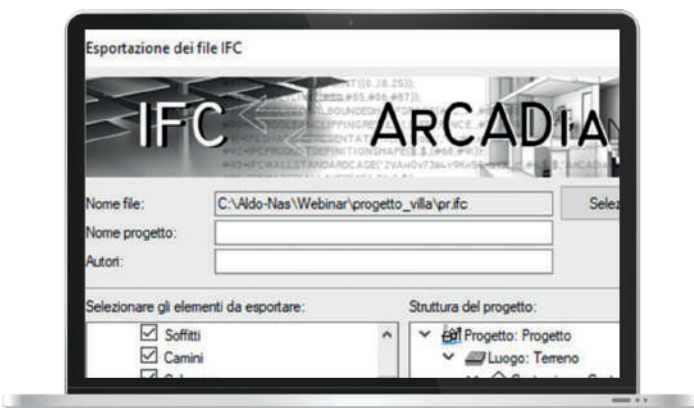 Esportazione dei file IFC
IFC ARCADIA
Nome file: C:\Aldo-Nas\Webinar\progetto_villa\pr.ifc
Nome progetto:
Autori:
Selezionare gli elementi da esportare: Struttura del progetto:
Soffitti Progetto: Progetto
Camini Luogo: Terreno